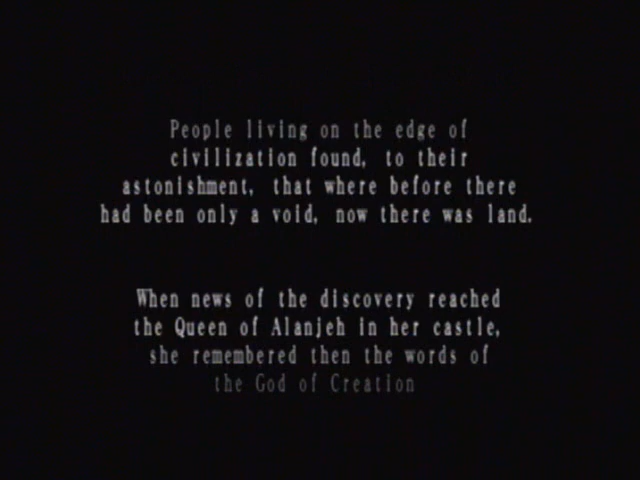 People living on the edge of
civilization found, to their
astonishment, that where before there
had been only a void, now there was land.
When news of the discovery reached
the Queen of Alanjeh in her castle,
she remembered then the words of
the God of Creation